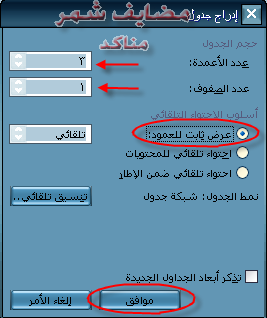 إدراج جدول
مضايف شمر
مناكد
حجم الجدول
عدد الأعمدة: ٣
عدد الصفوف: ١
أسلوب الاحتواء التلقائي
عرض ثابت للعمود: تلقائي
احتواء تلقائي للمحتويات
احتواء تلقائي ضمن الإطار
نمط الجدول: شبكة جدول تنسيق تلقائي..
تذكر أبعاد الجداول الجديدة
موافق إلغاء الأمر